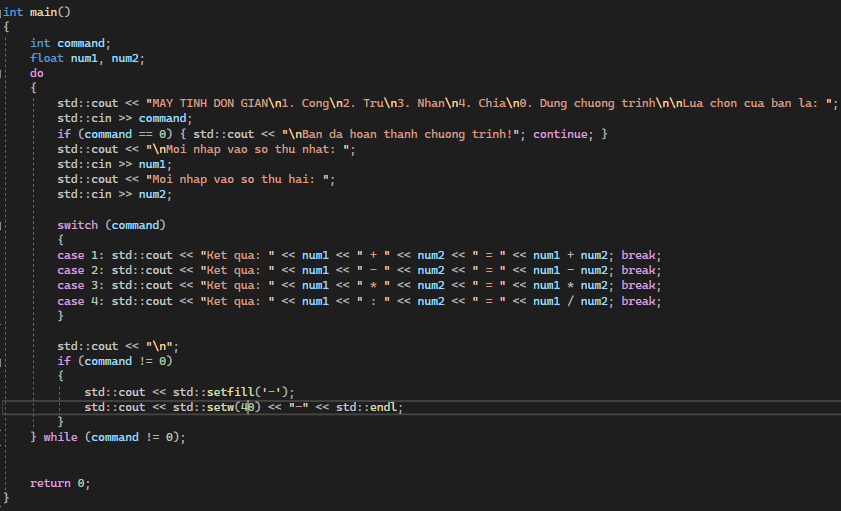 int main()
{
    int command;
    float num1, num2;
    do
    {
        std::cout << "MAY TINH DON GIAN\n1. Cong\n2. Tru\n3. Nhan\n4. Chia\n0. Dung chuong trinh\n\nLua chon cua ban la: ";
        std::cin >> command;
        if (command == 0) { std::cout << "\nBan da hoan thanh chuong trinh!"; continue; }
        std::cout << "\nMoi nhap vao so thu nhat: ";
        std::cin >> num1;
        std::cout << "Moi nhap vao so thu hai: ";
        std::cin >> num2;

        switch (command)
        {
        case 1: std::cout << "Ket qua: " << num1 << " + " << num2 << " = " << num1 + num2; break;
        case 2: std::cout << "Ket qua: " << num1 << " - " << num2 << " = " << num1 - num2; break;
        case 3: std::cout << "Ket qua: " << num1 << " * " << num2 << " = " << num1 * num2; break;
        case 4: std::cout << "Ket qua: " << num1 << " : " << num2 << " = " << num1 / num2; break;
        }

        std::cout << "\n";
        if (command != 0)
        {
            std::cout << std::setfill('-');
            std::cout << std::setw(40) << "-" << std::endl;
        }
    } while (command != 0);


    return 0;
}